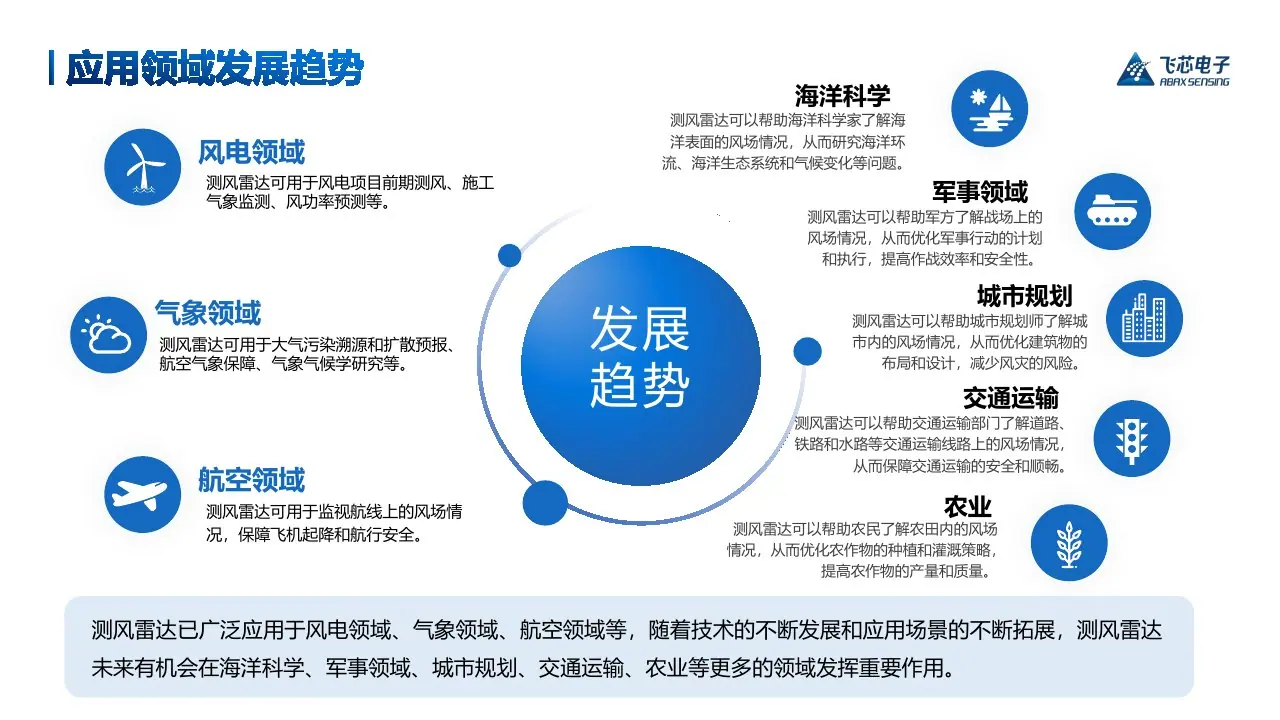 应用领域发展趋势
飞芯电子
ABAX SENSING
风电领域
测风雷达可用于风电项目前期测风、施工
气象监测、风功率预测等。
气象领域
测风雷达可用于大气污染溯源和扩散预报、
航空气象保障、气象气候学研究等。
航空领域
测风雷达可用于监视航线上的风场情
况，保障飞机起降和航行安全。
发展
趋势
海洋科学
测风雷达可以帮助海洋科学家了解海
洋表面的风场情况，从而研究海洋环
流、海洋生态系统和气候变化等问题。
军事领域
测风雷达可以帮助军方了解战场上的
风场情况，从而优化军事行动的计划
和执行，提高作战效率和安全性。
城市规划
测风雷达可以帮助城市规划师了解城
市内的风场情况，从而优化建筑物的
布局和设计，减少风灾的风险。
交通运输
测风雷达可以帮助交通运输部门了解道路、
铁路和水路等交通运输线路上的风场情况，
从而保障交通运输的安全和顺畅。
农业
测风雷达可以帮助农民了解农田内的风场
情况，从而优化农作物的种植和灌溉策略，
提高农作物的产量和质量。
测风雷达已广泛应用于风电领域、气象领域、航空领域等，随着技术的不断发展和应用场景的不断拓展，测风雷达
未来有机会在海洋科学、军事领域、城市规划、交通运输、农业等更多的领域发挥重要作用。